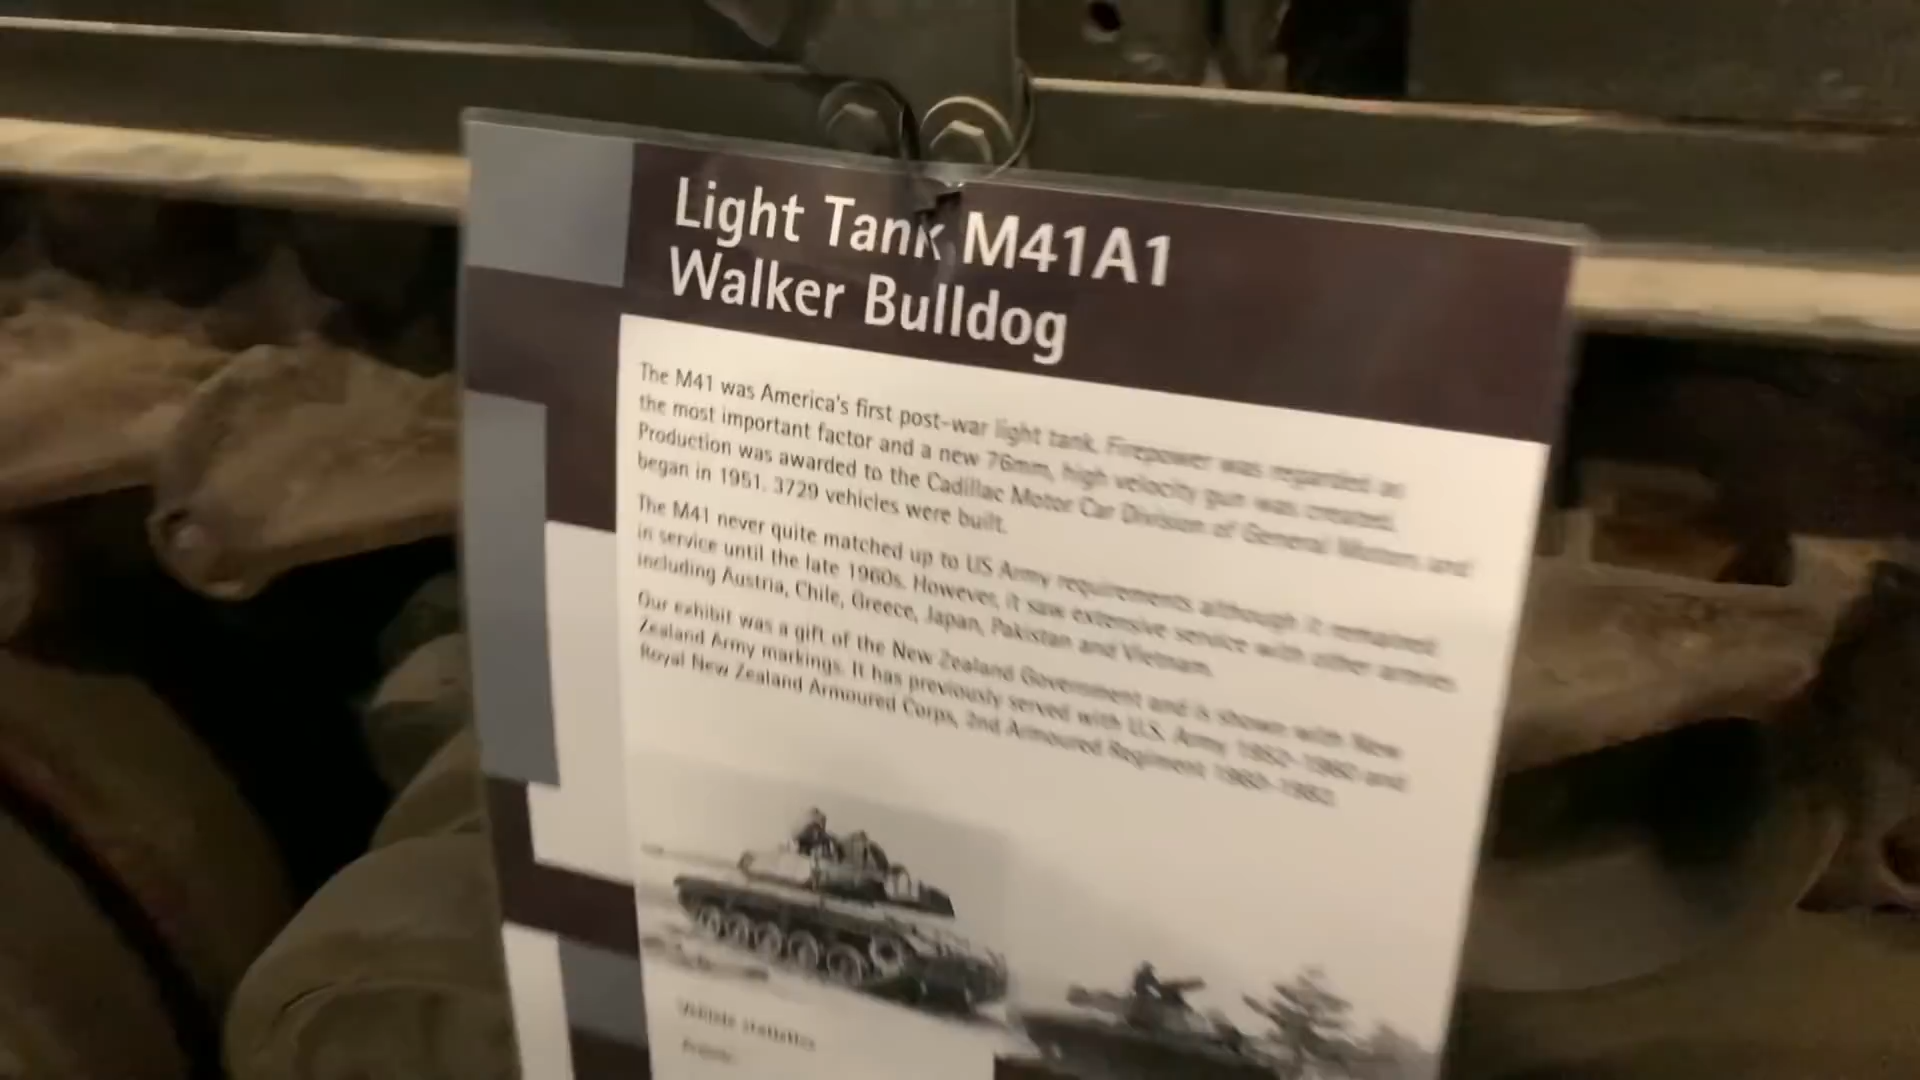 Light Tank M41A1
Walker Bulldog
The M41 was America's first post-war light tank. Firepower was regarded as
the most important factor and a new 76mm, high velocity gun was created.
Production was awarded to the Cadillac Motor Car Division of General Motors and
began in 1951. 3729 vehicles were built.
The M41 never quite matched up to US Army requirements although it remained
in service until the late 1960s. However, it saw extensive service with other armies
including Austria, Chile, Greece, Japan, Pakistan and Vietnam.
Our exhibit was a gift of the New Zealand Government and is shown with New
Zealand Army markings. It has previously served with U.S. Army 1952-1960 and
Royal New Zealand Armoured Corps, 2nd Armoured Regiment 1960-1980.
Vehicle statistics